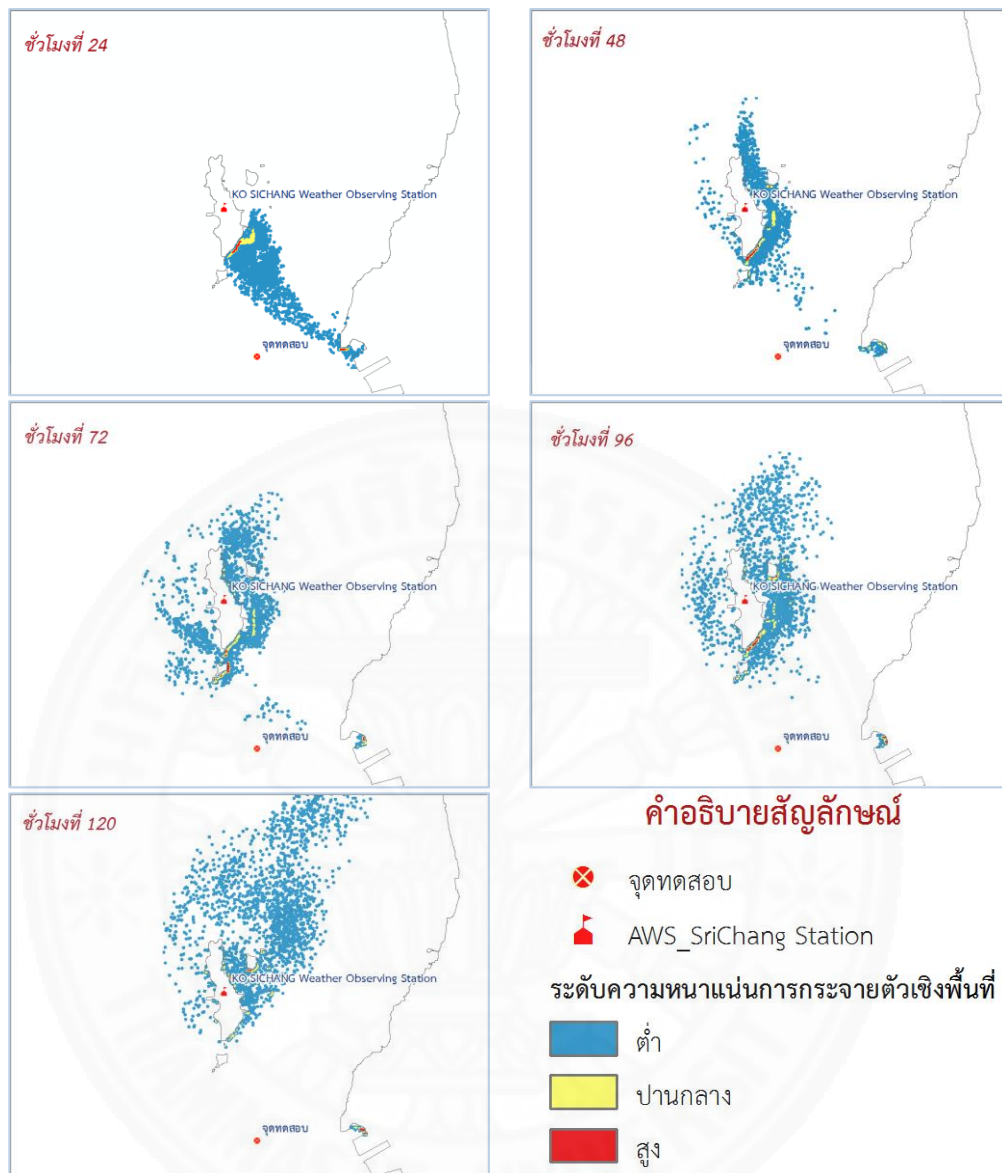 ชั่วโมงที่ 24
KO SICHANG Weather Observing Station
จุดทดสอบ
ชั่วโมงที่ 48
KO SICHANG Weather Observing Station
จุดทดสอบ
ชั่วโมงที่ 72
KO SICHANG Weather Observing Station
จุดทดสอบ
ชั่วโมงที่ 96
KO SICHANG Weather Observing Station
จุดทดสอบ
ชั่วโมงที่ 120
KO SICHANG Weather Observing Station
จุดทดสอบ
คำอธิบายสัญลักษณ์
จุดทดสอบ
AWS_SriChang Station
ระดับความหนาแน่นการกระจายตัวเชิงพื้นที่
ต่ำ
ปานกลาง
สูง